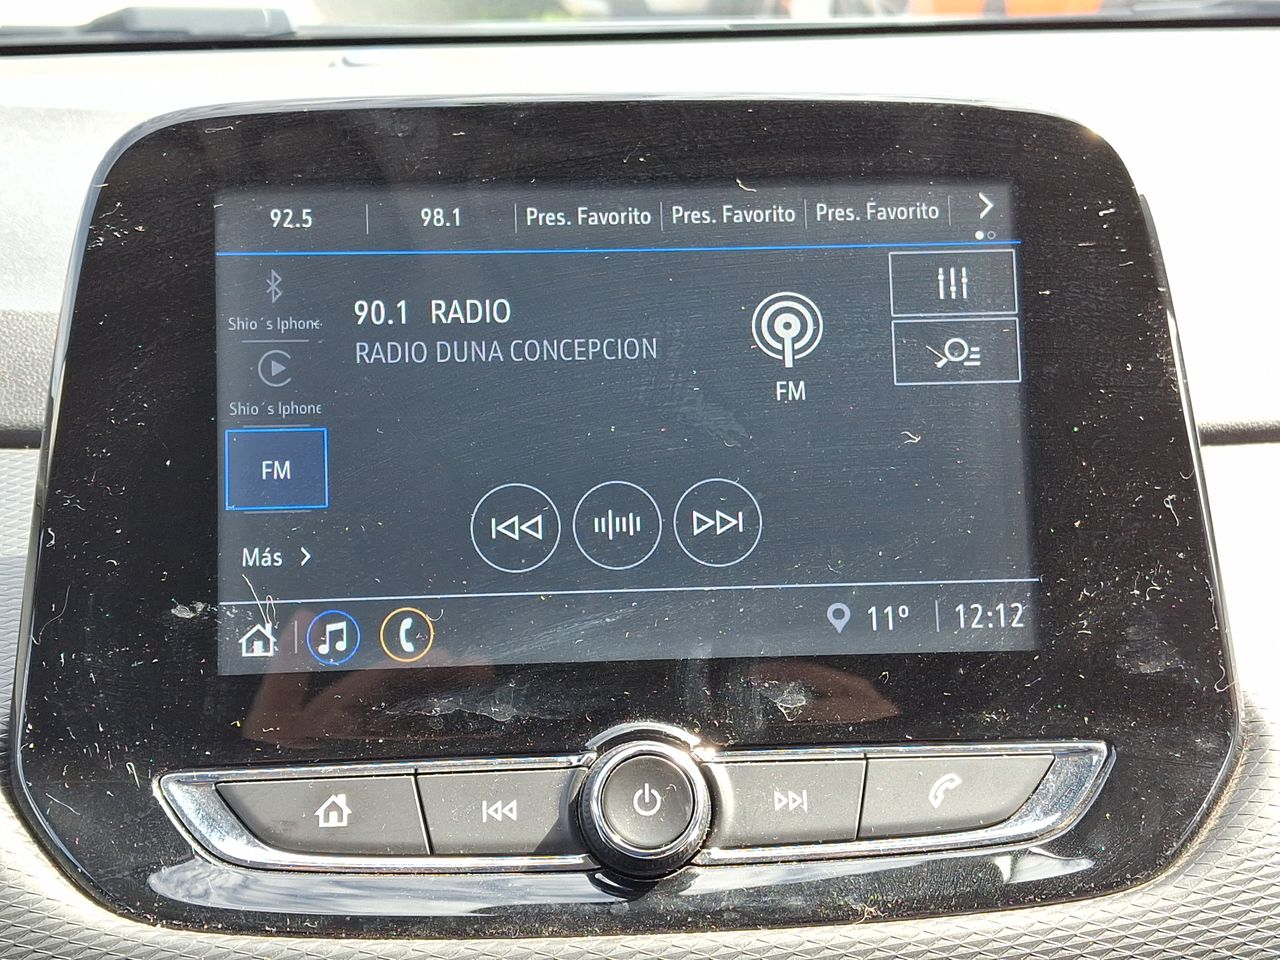 92.5 98.1 Pres. Favorito Pres. Favorito Pres. Favorito
Shio´s Iphone
90.1 RADIO
RADIO DUNA CONCEPCION
FM
Shio´s Iphone
FM
Más
11º 12:12